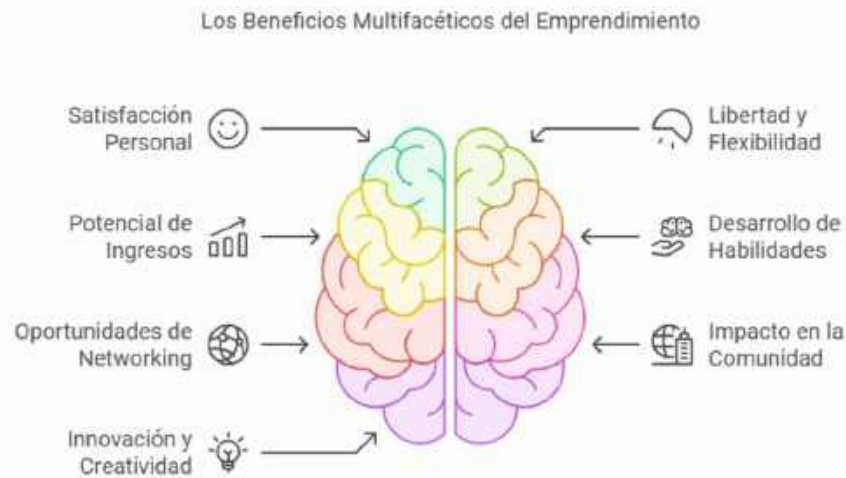 Los Beneficios Multifacéticos del Emprendimiento
Satisfacción
Personal
Potencial de
Ingresos
Oportunidades de
Networking
Innovación y
Creatividad
Libertad y
Flexibilidad
Desarrollo de
Habilidades
Impacto en la
Comunidad